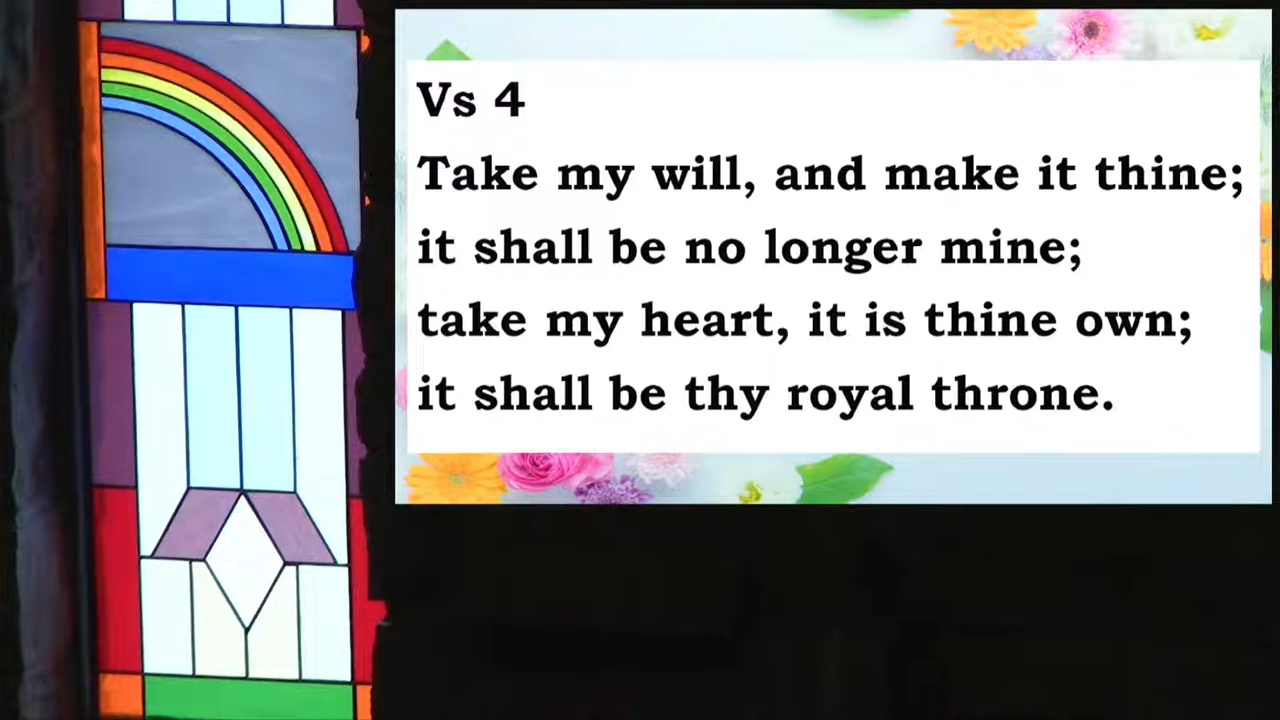 Vs 4
Take my will, and make it thine;
it shall be no longer mine;
take my heart, it is thine own;
it shall be thy royal throne.